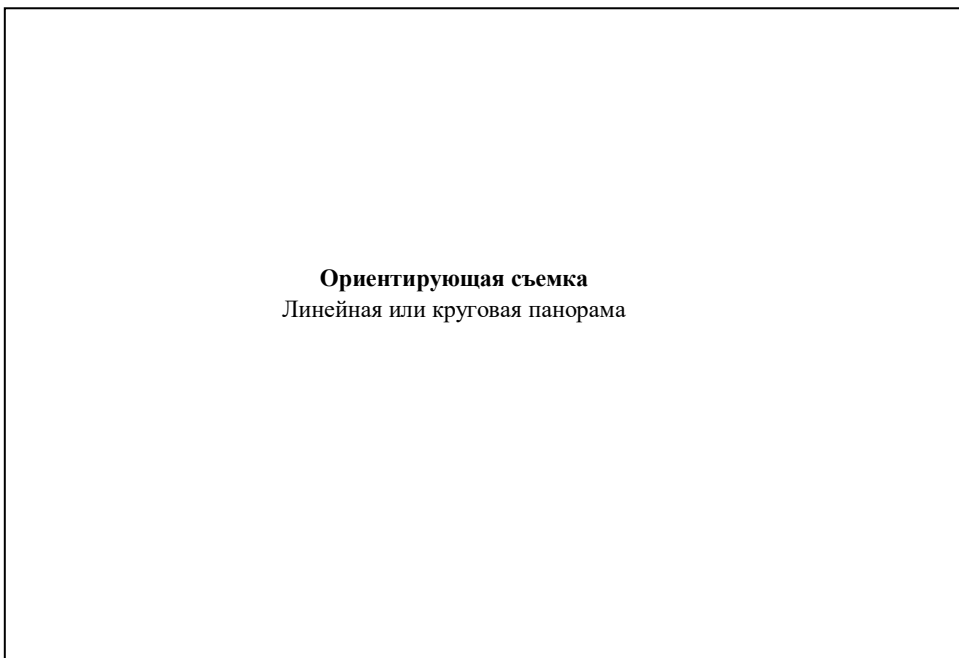 Ориентирующая съемка
Линейная или круговая панорама